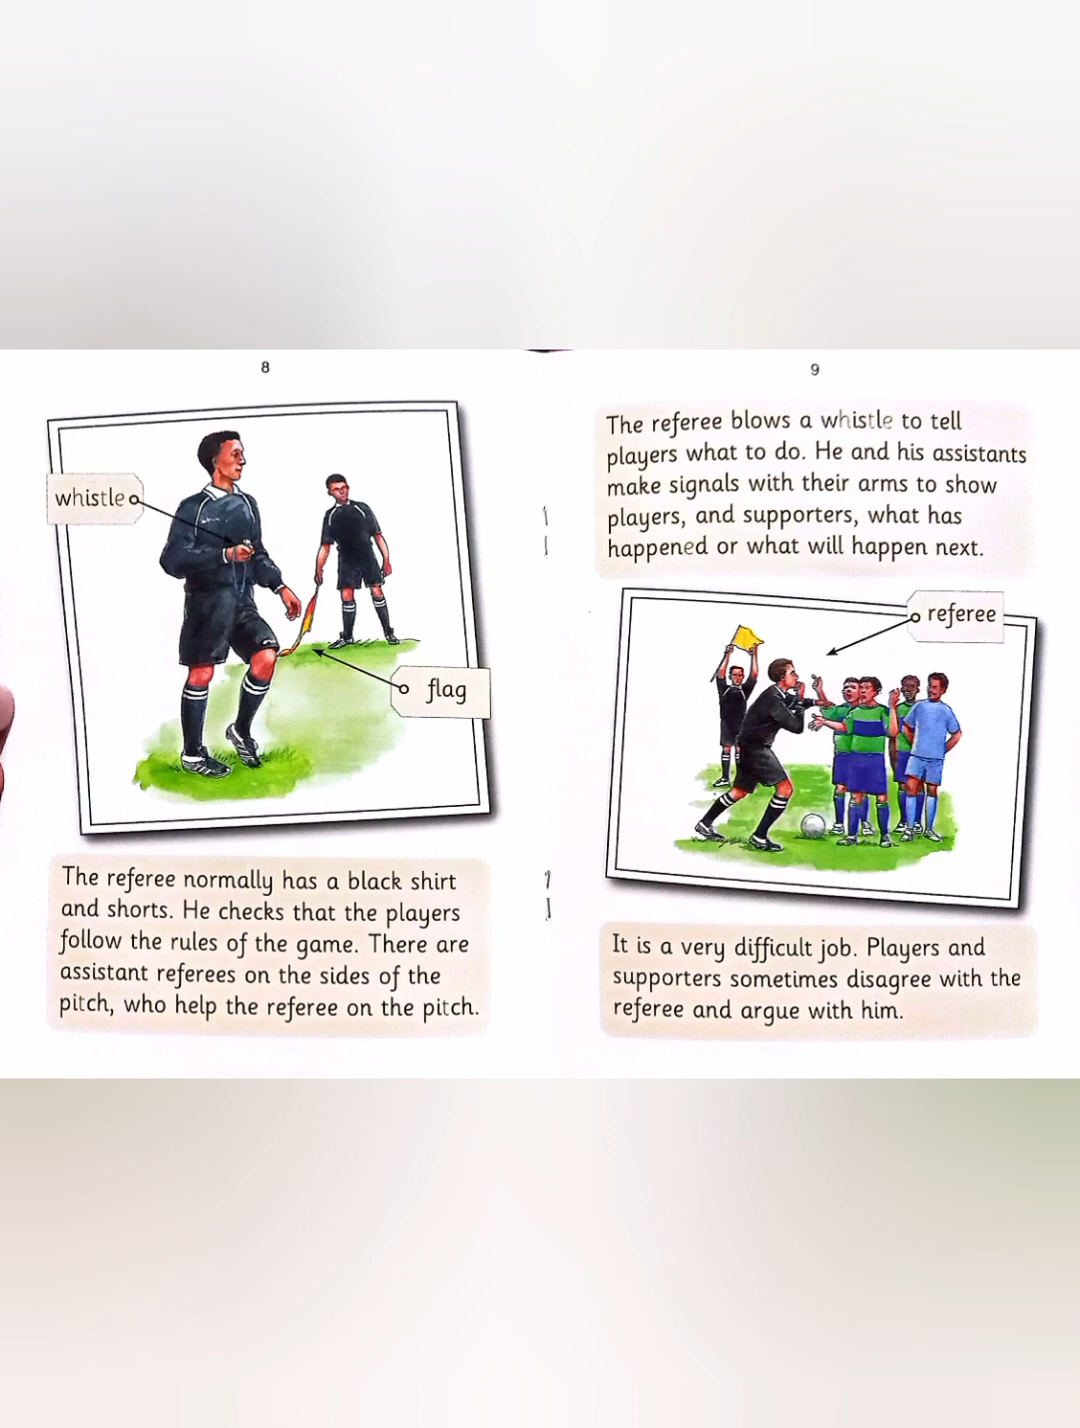 8
whistle
flag
The referee normally has a black shirt
and shorts. He checks that the players
follow the rules of the game. There are
assistant referees on the sides of the
pitch, who help the referee on the pitch.
9
The referee blows a whistle to tell
players what to do. He and his assistants
make signals with their arms to show
players, and supporters, what has
happened or what will happen next.
referee
It is a very difficult job. Players and
supporters sometimes disagree with the
referee and argue with him.